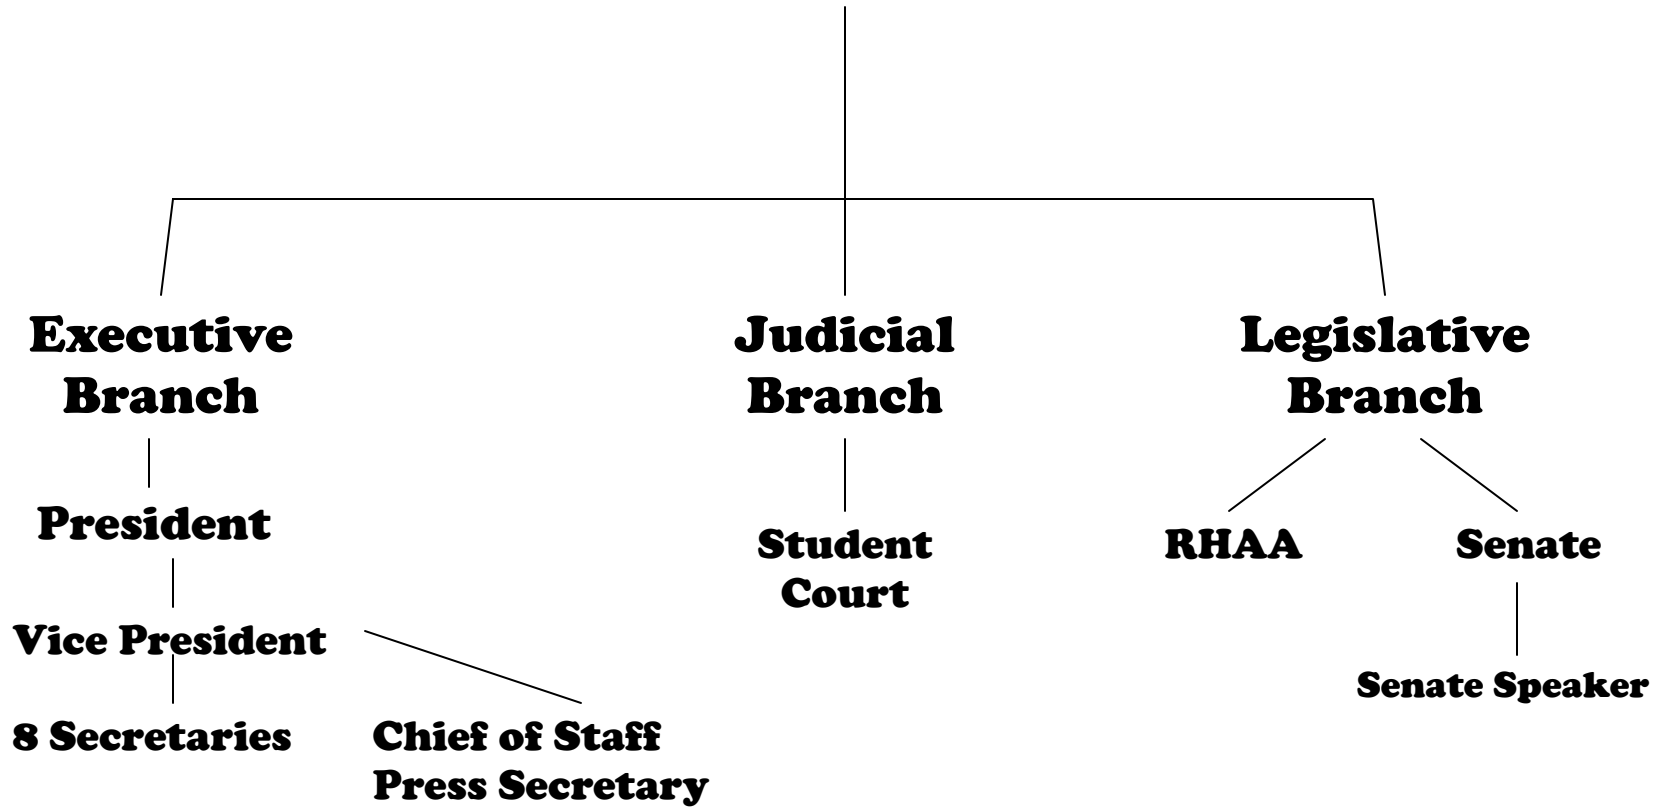 Executive
Branch
Judicial
Branch
Legislative
Branch
President
Student
Court
RHAA
Senate
Vice President
Senate Speaker
8 Secretaries
Chief of Staff
Press Secretary